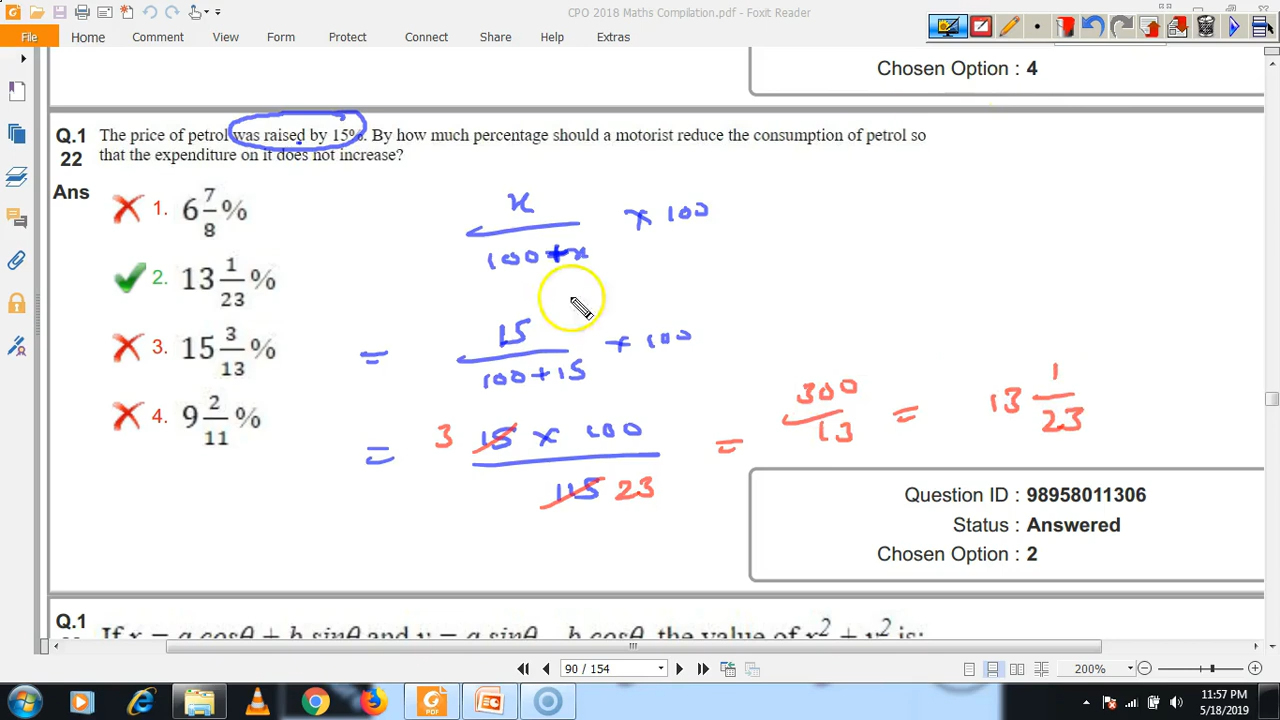 CPO 2018 Maths Compilation.pdf - Foxit Reader
File Home Comment View Form Protect Connect Share Help Extras
Chosen Option : 4
Q.1 The price of petrol was raised by 15%. By how much percentage should a motorist reduce the consumption of petrol so
22 that the expenditure on it does not increase?
Ans
1. 6 7/8 %
2. 13 1/23 %
3. 15 3/13 %
4. 9 2/11 %
x/100+x × 100
= 15/100+15 × 100
= 3 15 × 100/115 23 = 300/13 = 13 1/23
Question ID : 98958011306
Status : Answered
Chosen Option : 2
Q.1
90 / 154
200%
PDF
11:57 PM
5/18/2019